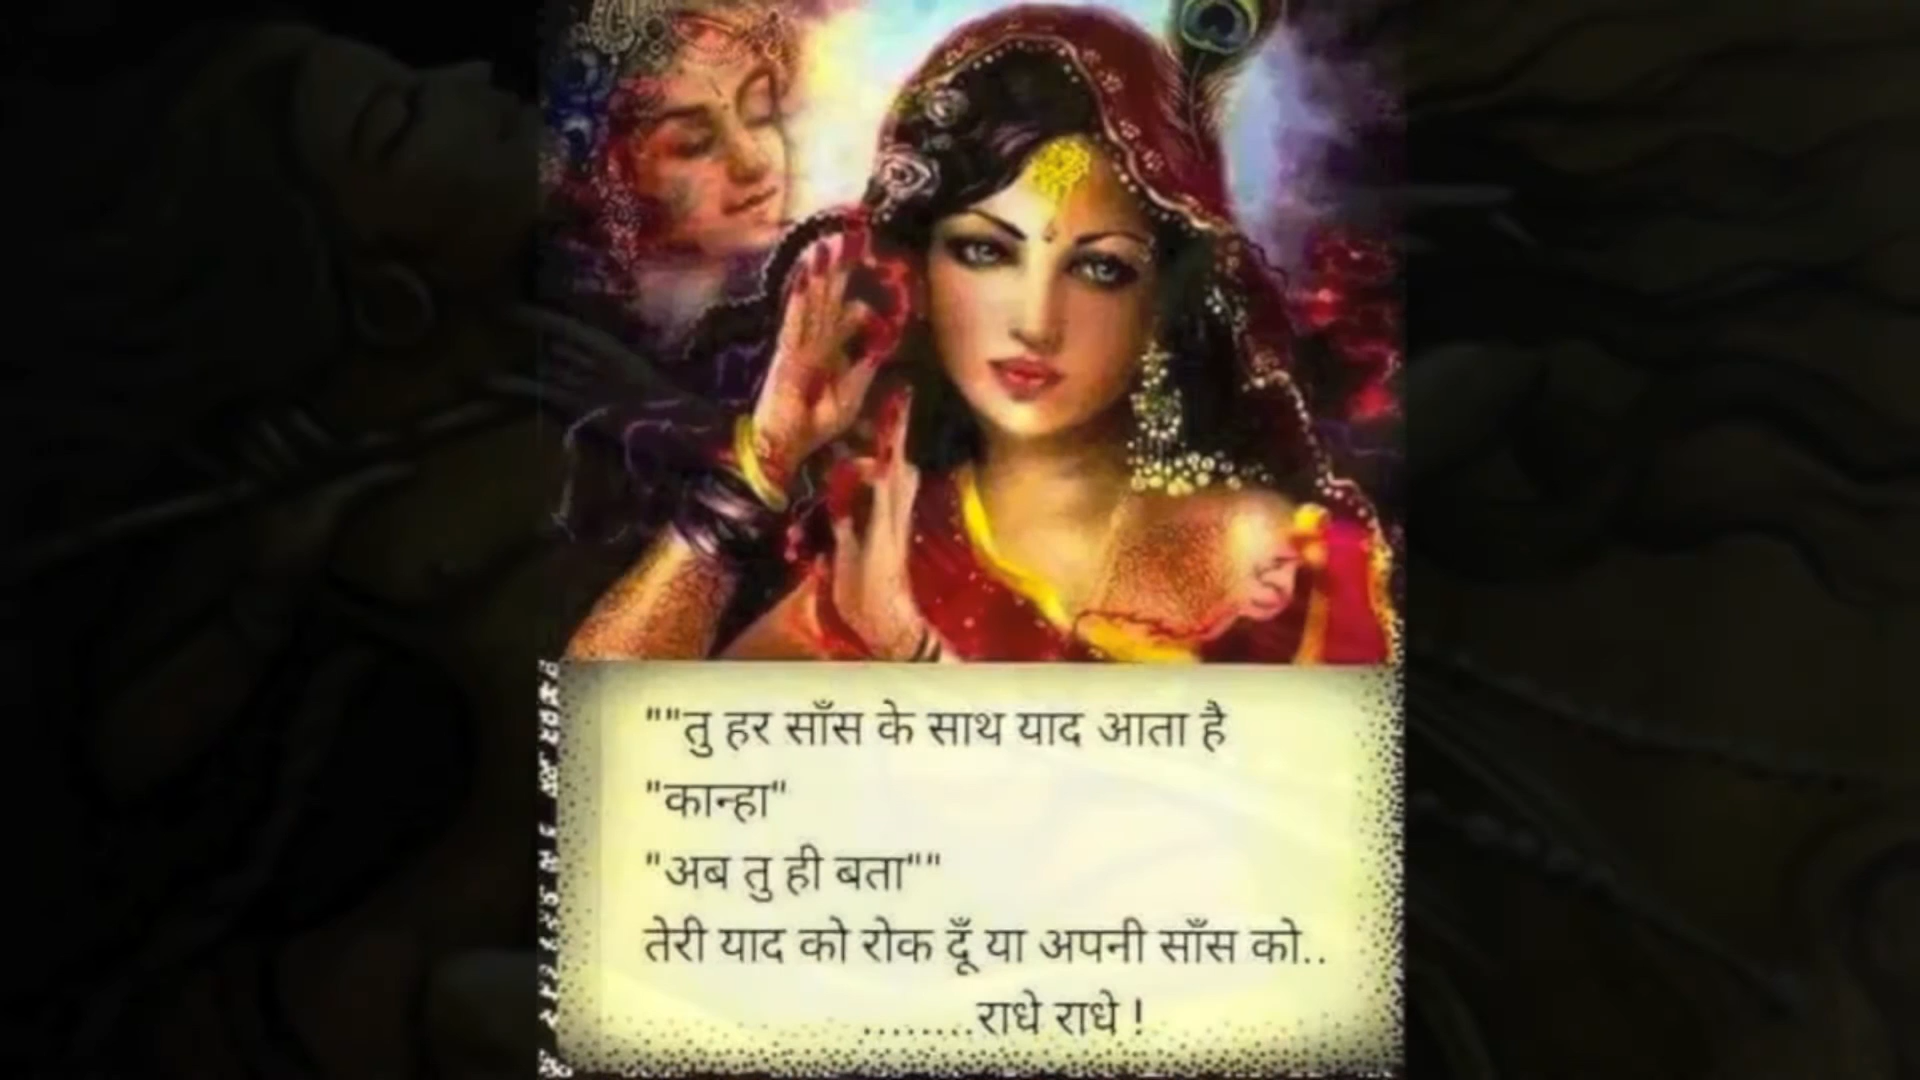 ""तु हर साँस के साथ याद आता है
"कान्हा"
"अब तु ही बता""
तेरी याद को रोक दूँ या अपनी साँस को..
........राधे राधे !